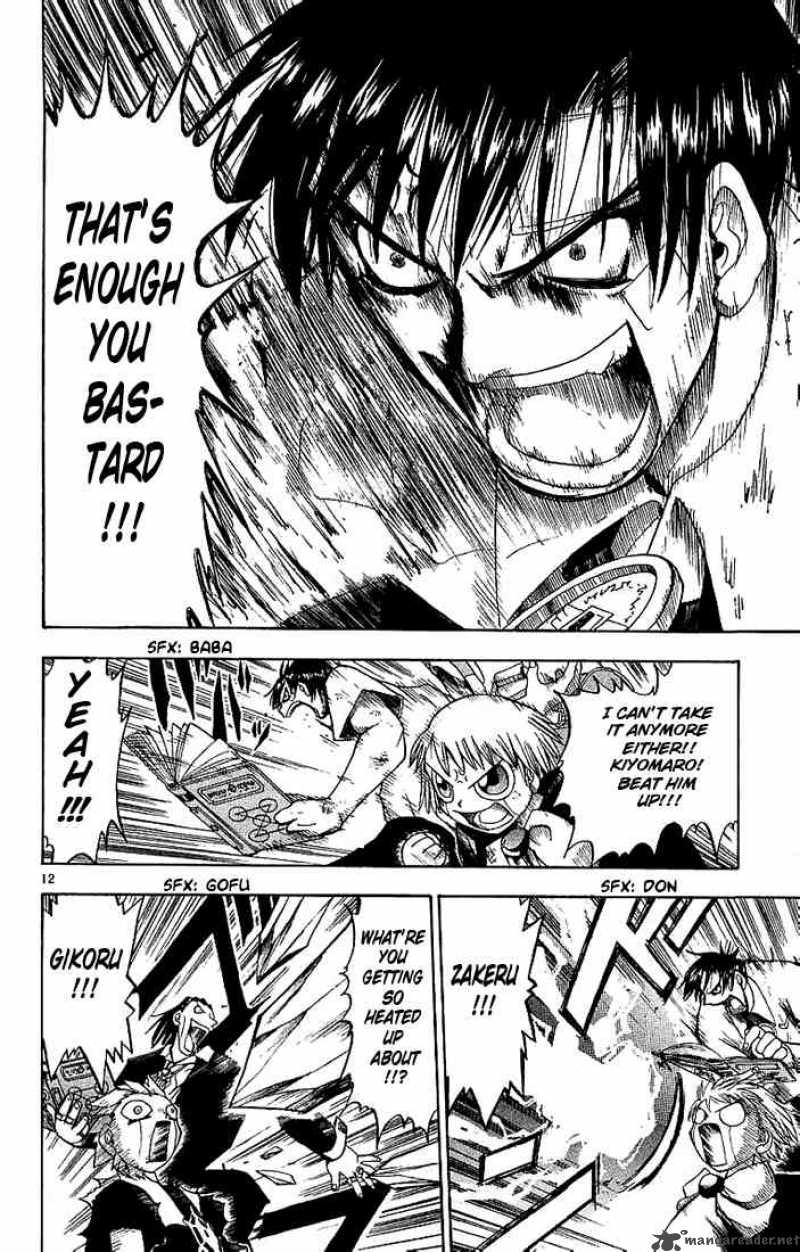 THAT'S
ENOUGH
YOU
BAS-
TARD
!!!
SFX: BABA
I CAN'T TAKE
IT ANYMORE
EITHER!!
KIYOMARO!
BEAT HIM
UP!!!
YEAH!!!
12
SFX: DON
ZAKERU
!!!
SFX: GOFU
WHAT'RE
YOU
GETTING
SO
HEATED
UP
ABOUT
!!?
GIKORU
!!!
mangareader.net